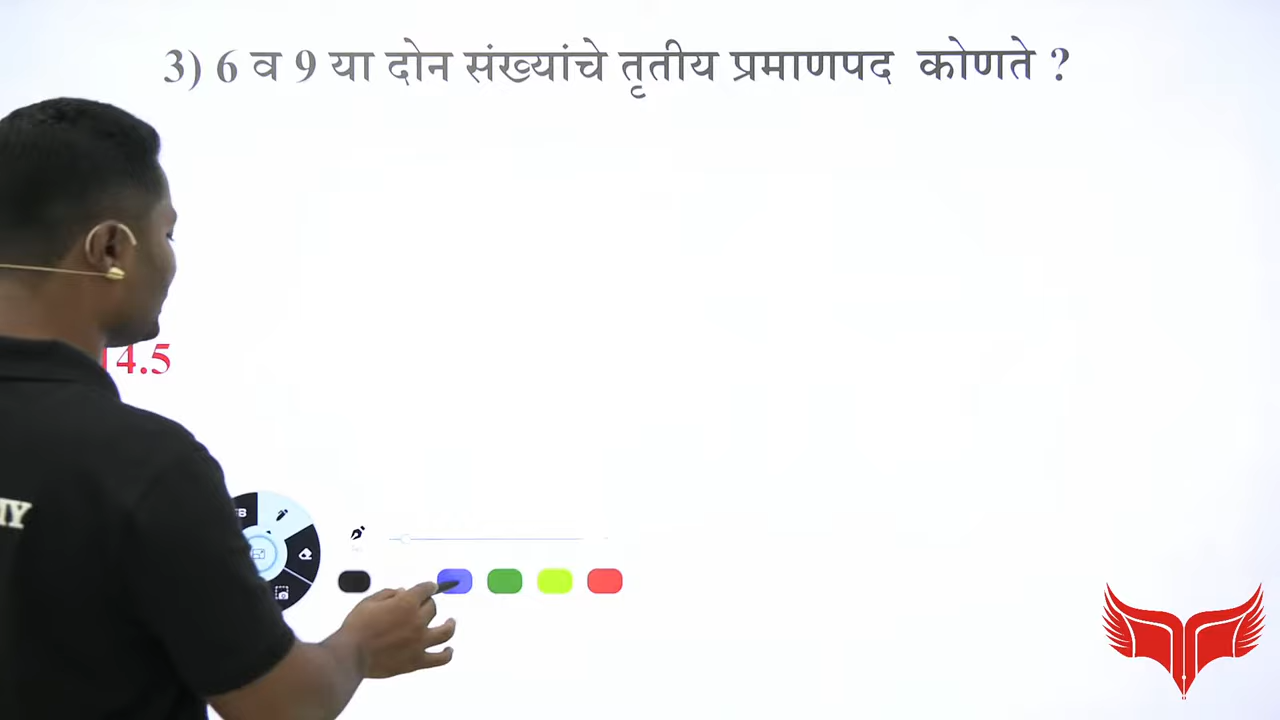 3) 6 व 9 या दोन संख्यांचे तृतीय प्रमाणपद कोणते ?
14.5